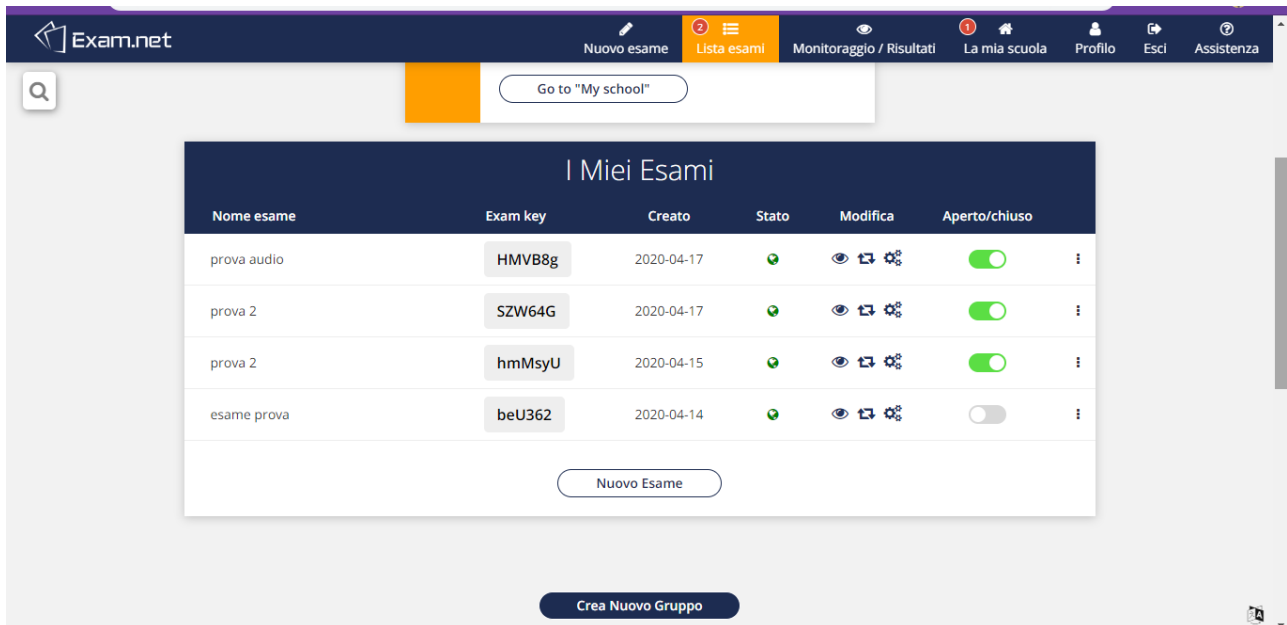 Exam.net
Nuovo esame
2
Lista esami
Monitoraggio / Risultati
1
La mia scuola
Profilo
Esci
Assistenza
Go to "My school"
I Miei Esami
Nome esame Exam key Creato Stato Modifica Aperto/chiuso
prova audio HMVB8g 2020-04-17
prova 2 SZW64G 2020-04-17
prova 2 hmMsyU 2020-04-15
esame prova beU362 2020-04-14
Nuovo Esame
Crea Nuovo Gruppo